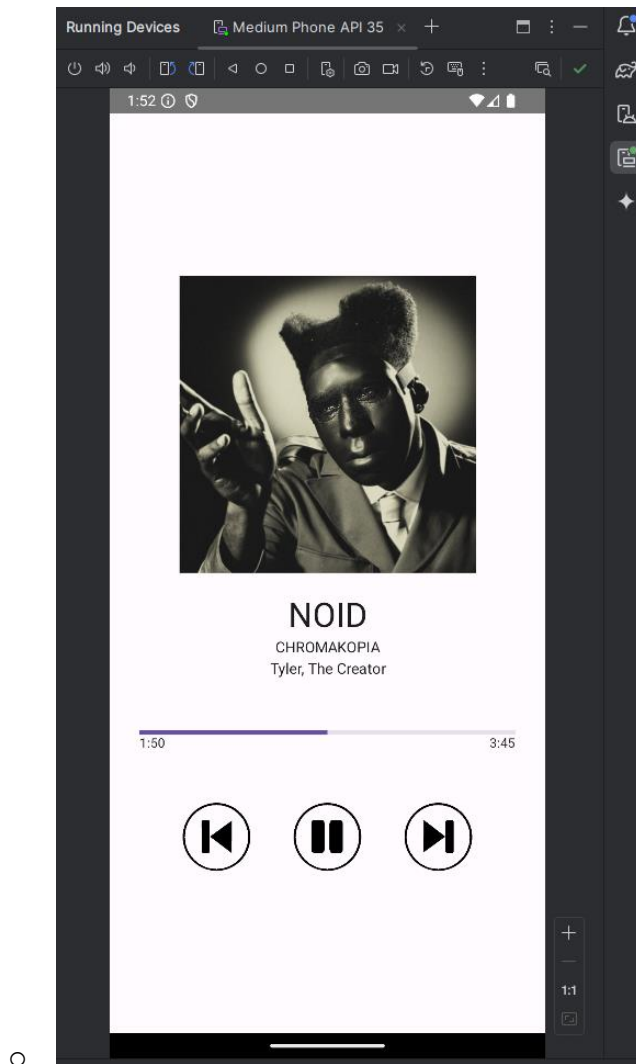 Running Devices Medium Phone API 35
1:52
NOID
CHROMAKOPIA
Tyler, The Creator
1:50 3:45
1:1